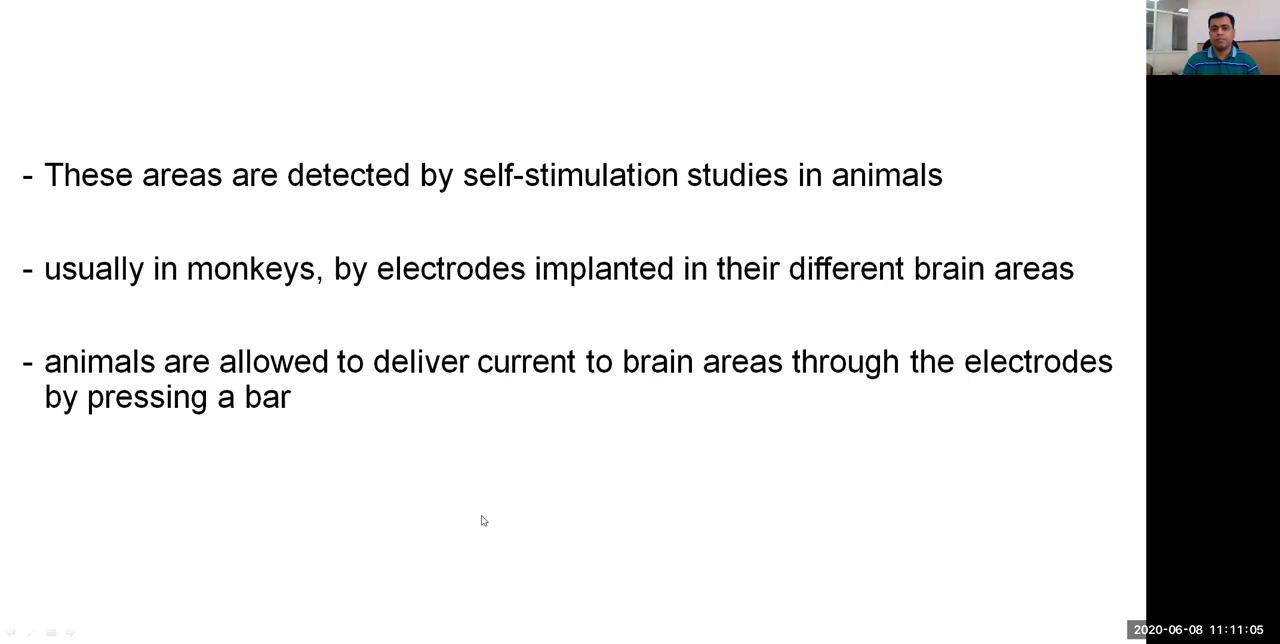 - These areas are detected by self-stimulation studies in animals
- usually in monkeys, by electrodes implanted in their different brain areas
- animals are allowed to deliver current to brain areas through the electrodes
by pressing a bar
2020-06-08 11:11:05